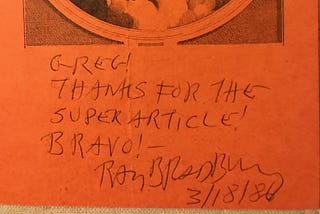 GREG!
THANKS FOR THE
SUPER ARTICLE!
BRAVO!—
RAY BRADBURY
3/18/86